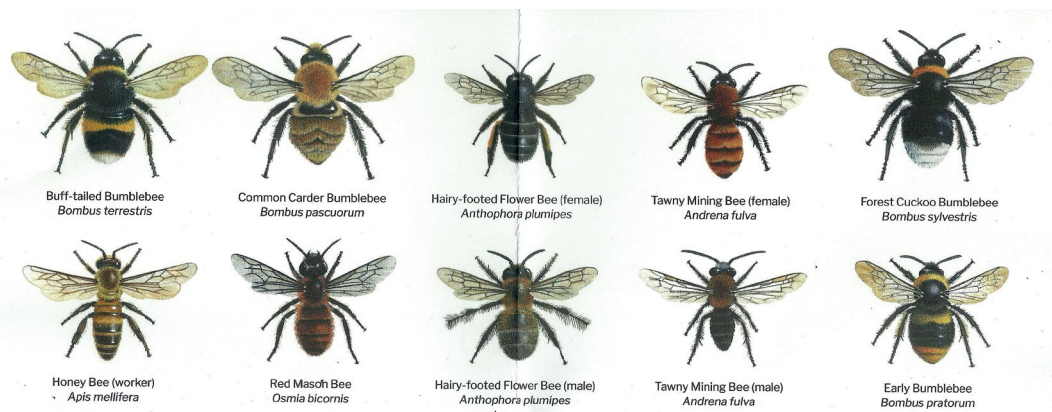 Buff-tailed Bumblebee
Bombus terrestris
Common Carder Bumblebee
Bombus pascuorum
Hairy-footed Flower Bee (female)
Anthophora plumipes
Tawny Mining Bee (female)
Andrena fulva
Forest Cuckoo Bumblebee
Bombus sylvestris
Honey Bee (worker)
Apis mellifera
Red Mason Bee
Osmia bicornis
Hairy-footed Flower Bee (male)
Anthophora plumipes
Tawny Mining Bee (male)
Andrena fulva
Early Bumblebee
Bombus pratorum